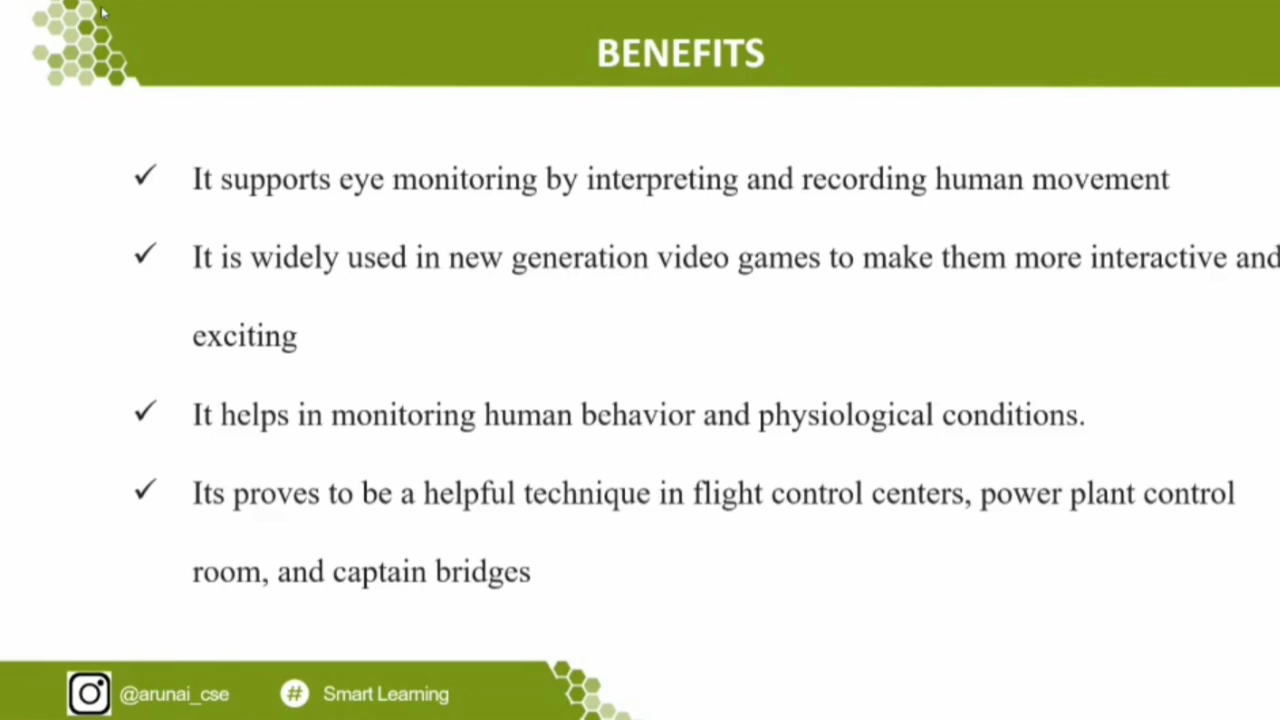 BENEFITS
✓ It supports eye monitoring by interpreting and recording human movement
✓ It is widely used in new generation video games to make them more interactive and
exciting
✓ It helps in monitoring human behavior and physiological conditions.
✓ Its proves to be a helpful technique in flight control centers, power plant control
room, and captain bridges
@arunai_cse # Smart Learning